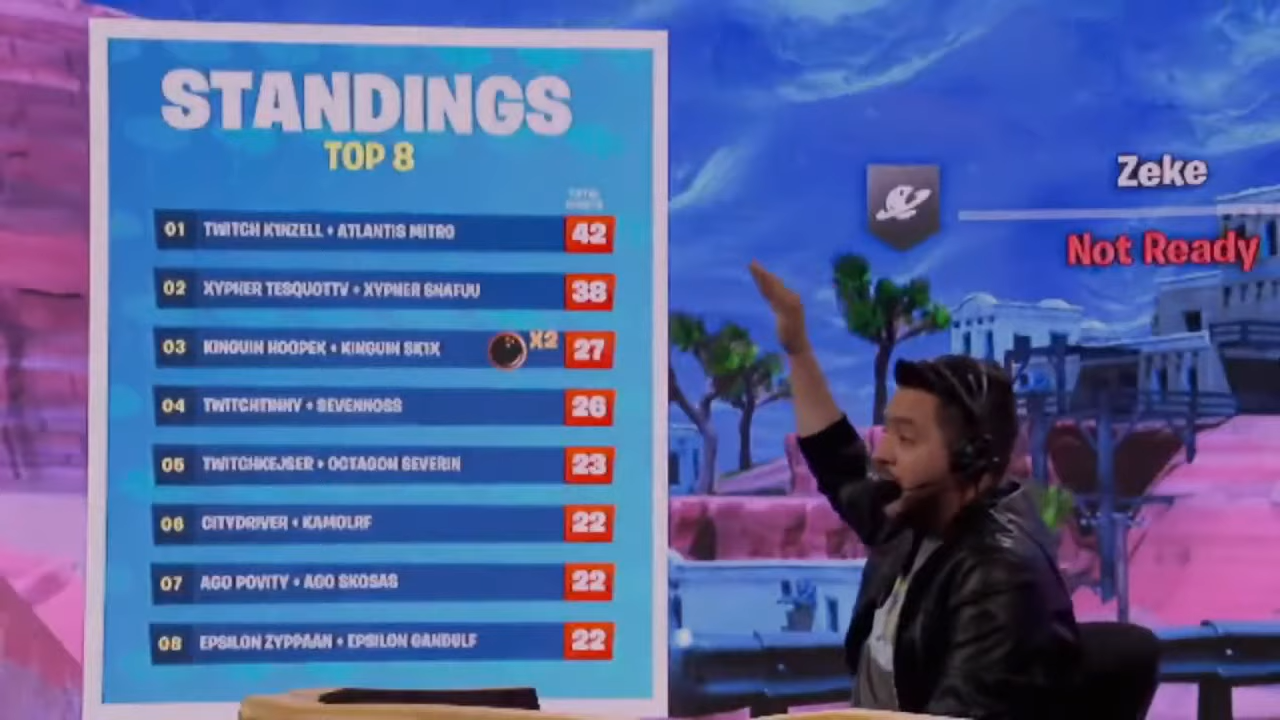 STANDINGS
TOP 8
TOTAL
01 TWITCH KYNZELL • ATLANTIS MITRO 42
02 XYPHER TESQUOTTV • XYPHER SNAFUU 38
03 KINGUIN HOOPEK • KINGUIN SK1X X2 27
04 TWITCHTINNY • SEVENNOSS 26
05 TWITCHKEJSER • OCTAGON SEVERIN 23
06 CITYDRIVER • KAMOLRF 22
07 AGO POVITY • AGO SKOSAS 22
08 EPSILON ZYPPAAN • EPSILON GANDULF 22
Zeke
Not Ready